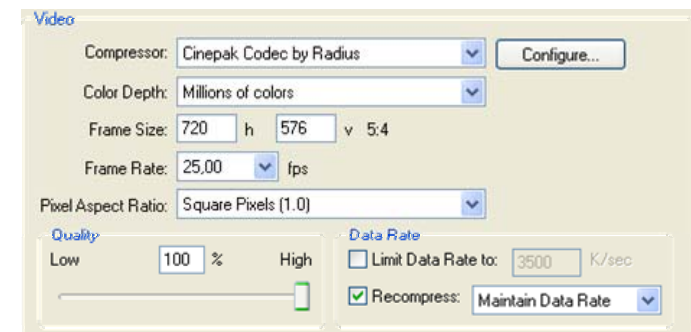 Video
Compressor: Cinepak Codec by Radius Configure...
Color Depth: Millions of colors
Frame Size: 720 h 576 v 5:4
Frame Rate: 25,00 fps
Pixel Aspect Ratio: Square Pixels (1.0)
Quality Data Rate
Low 100 % High Limit Data Rate to: 3500 K/sec
Recompress: Maintain Data Rate